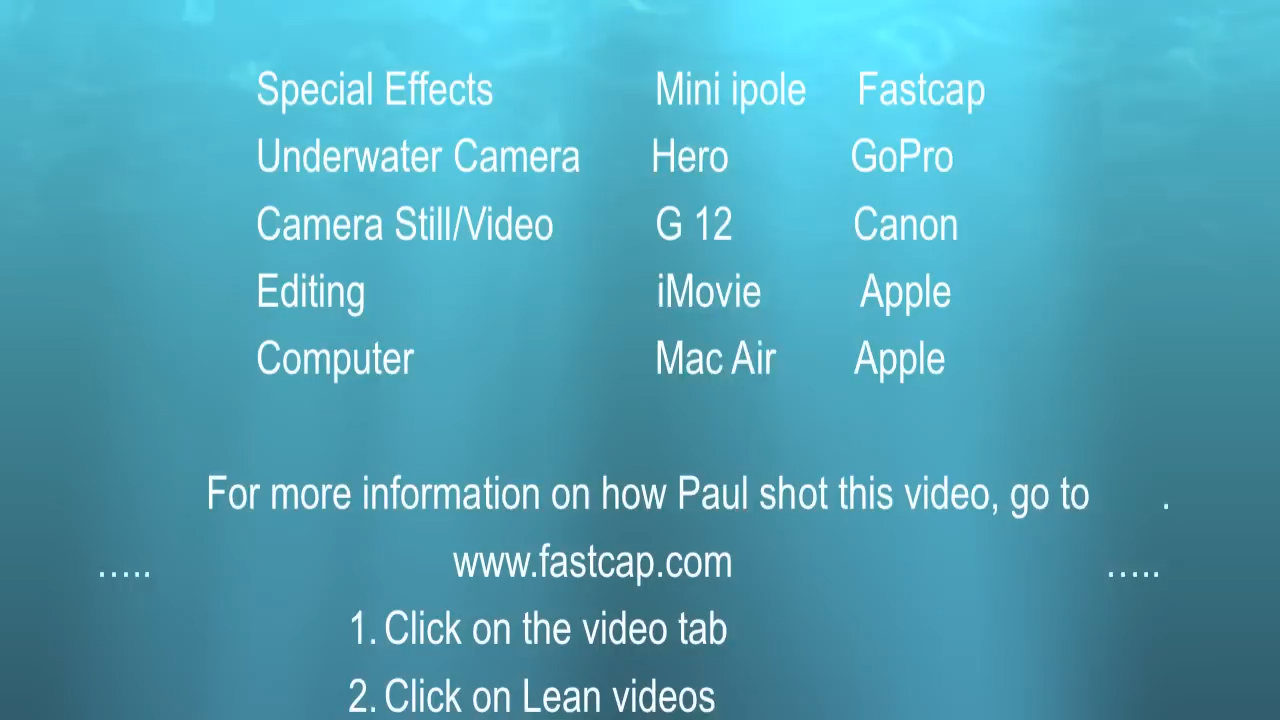 Special Effects Mini ipole Fastcap
Underwater Camera Hero GoPro
Camera Still/Video G 12 Canon
Editing iMovie Apple
Computer Mac Air Apple
For more information on how Paul shot this video, go to .
..... www.fastcap.com .....
1. Click on the video tab
2. Click on Lean videos